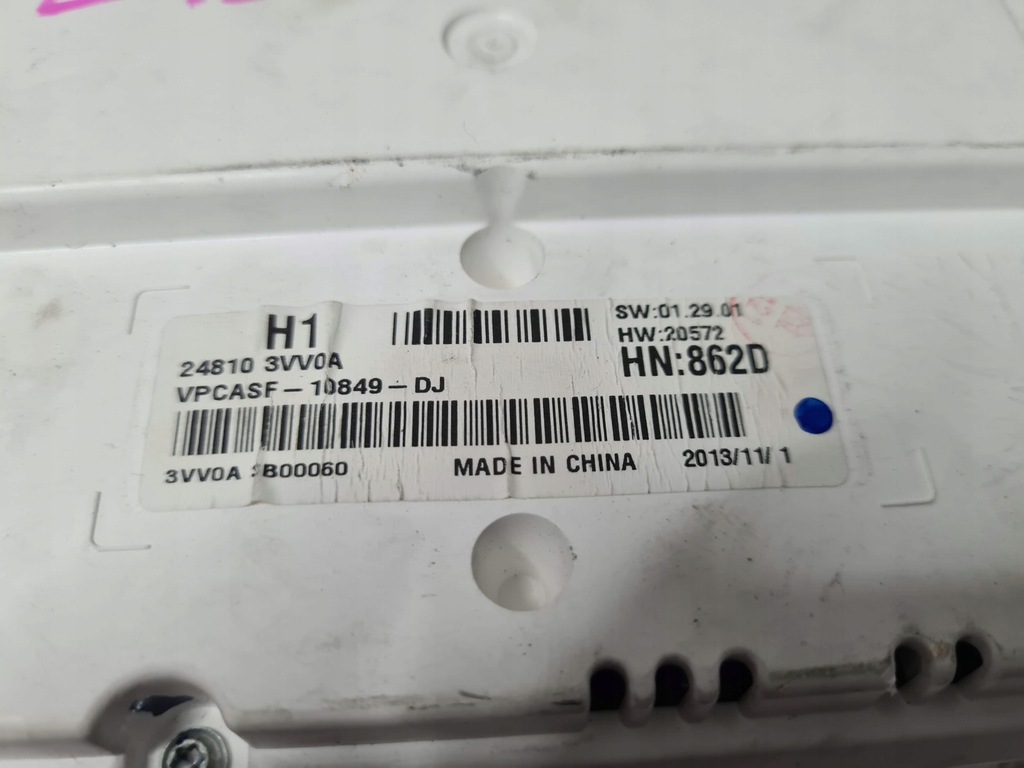 H1
SW:01.29.01
HW:20572
24810 3VV0A
HN:862D
VPCASF-10849-DJ
3VV0A
MADE IN CHINA
2013/11/ 1